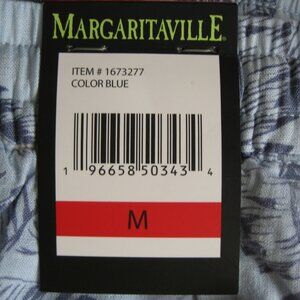 MARGARITAVILLE®
ITEM # 1673277
COLOR BLUE
1 96658 50343 4
M